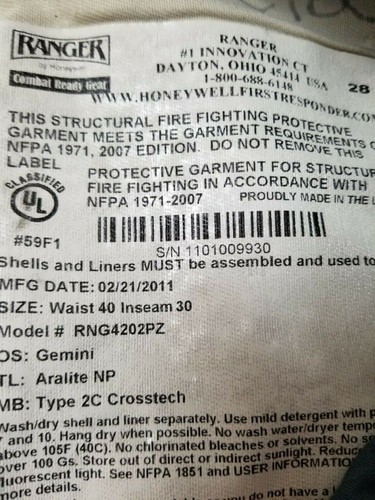 RANGER
by Honeywell
Combat Ready Gear
RANGER
#1 INNOVATION CT
DAYTON, OHIO 45414 USA
1-800-688-6148
28
WWW.HONEYWELLFIRSTRESPONDER.CO
THIS STRUCTURAL FIRE FIGHTING PROTECTIVE
GARMENT MEETS THE GARMENT REQUIREMENTS
NFPA 1971, 2007 EDITION. DO NOT REMOVE THIS
LABEL
CLASSIFIED
UL
PROTECTIVE GARMENT FOR STRUCTUR
FIRE FIGHTING IN ACCORDANCE WITH
NFPA 1971-2007 PROUDLY MADE IN THE
#59F1
S/N 1101009930
Shells and Liners MUST be assembled and used to
MFG DATE: 02/21/2011
SIZE: Waist 40 Inseam 30
Model # RNG4202PZ
OS: Gemini
TL: Aralite NP
MB: Type 2C Crosstech
Wash/dry shell and liner separately. Use mild detergent with p
and 10. Hang dry when possible. No wash water/dryer temp
above 105F (40C). No chlorinated bleaches or solvents. No
over 100 Gs. Store out of direct or indirect sunlight.
fluorescent light. See NFPA 1851 and USER INFORMATIO
more details.
you do not have a